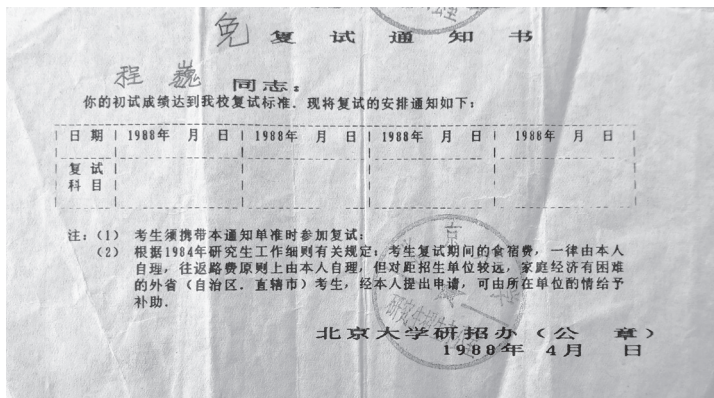 免 复 试 通 知 书
程 巍 同志：
你的初试成绩达到我校复试标准．现将复试的安排通知如下：
日 期 1988年 月 日 1988年 月 日 1988年 月 日 1988年 月 日
复 试
科 目
注：(1) 考生须携带本通知单准时参加复试．
(2) 根据1984年研究生工作细则有关规定：考生复试期间的食宿费，一律由本人
自理，往返路费原则上由本人自理，但对距招生单位较远，家庭经济有困难
的外省（自治区．直辖市）考生，经本人提出申请，可由所在单位酌情给予
补助．
北京大学研招办（公 章）
1988年 4月 日